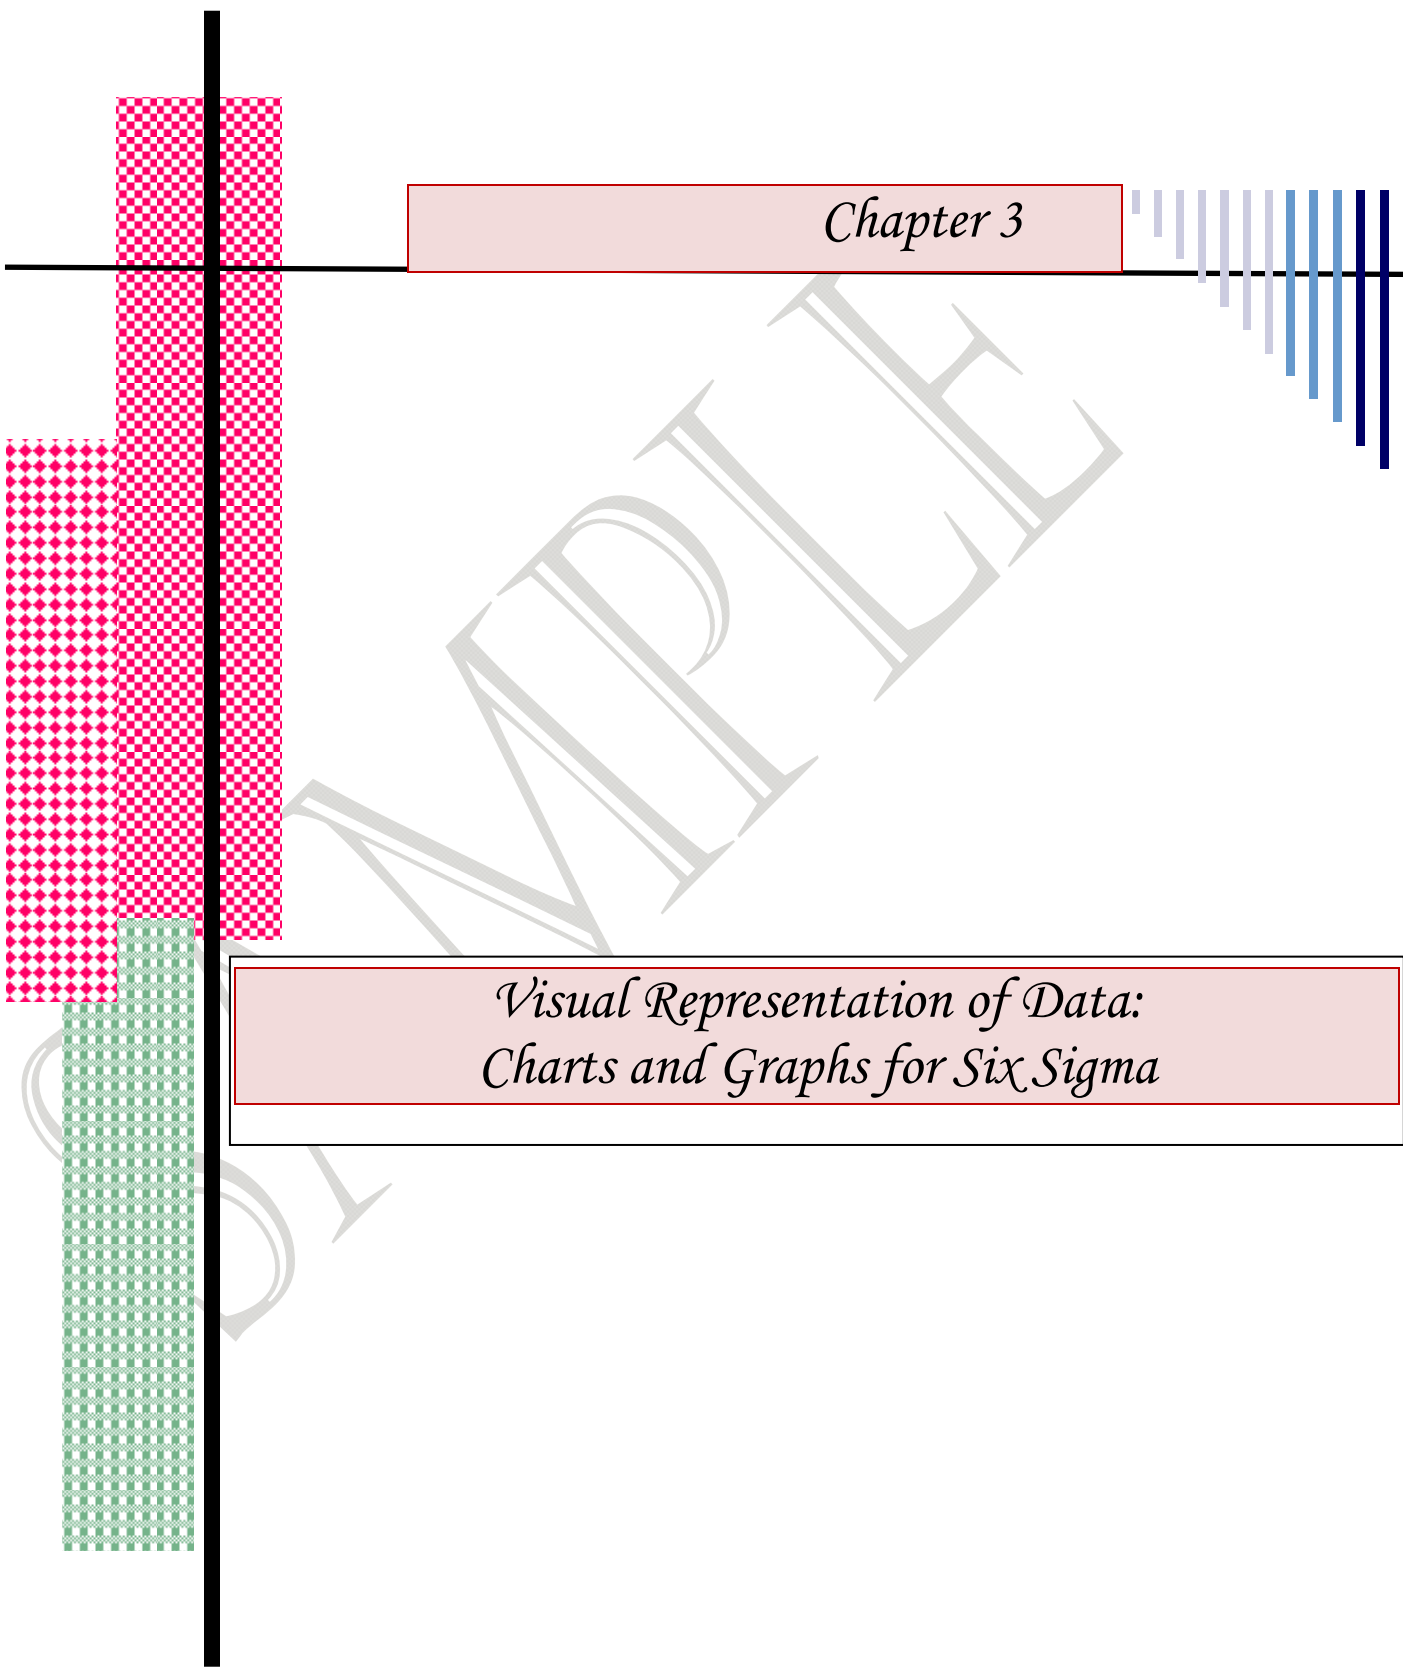 Chapter 3
SAMPLE
Visual Representation of Data:
Charts and Graphs for Six Sigma